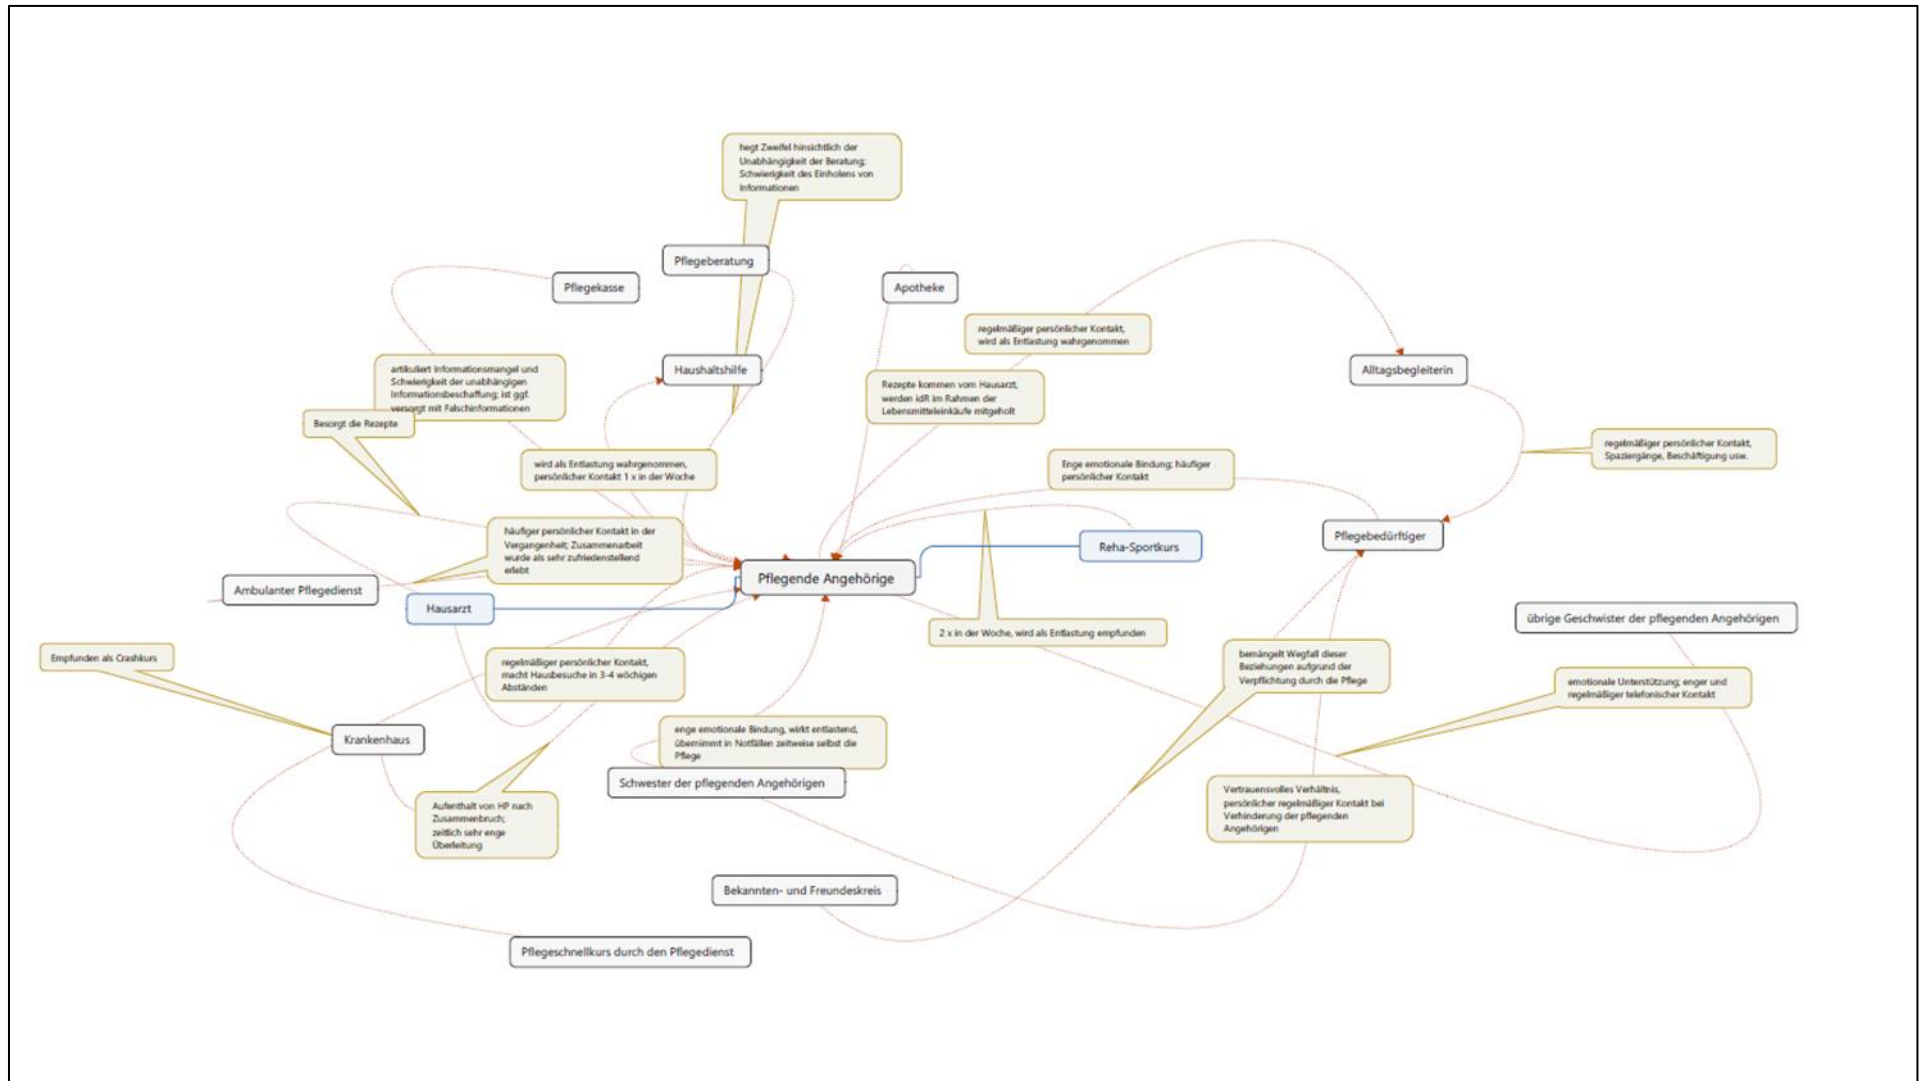 hegt Zweifel hinsichtlich der
Unabhängigkeit der Beratung;
Schwierigkeit des Einholens von
Informationen
Pflegeberatung
Pflegekasse
Apotheke
regelmäßiger persönlicher Kontakt,
wird als Entlastung wahrgenommen
artikuliert Informationsmangel und
Schwierigkeit der unabhängigen
Informationsbeschaffung; ist ggf.
versorgt mit Falschinformationen
Haushaltshilfe
Alltagsbegleiterin
Rezepte kommen vom Hausarzt,
werden idR im Rahmen der
Lebensmitteleinkäufe mitgeholt
Besorgt die Rezepte
regelmäßiger persönlicher Kontakt,
Spaziergänge, Beschäftigung usw.
wird als Entlastung wahrgenommen,
persönlicher Kontakt 1 x in der Woche
Enge emotionale Bindung; häufiger
persönlicher Kontakt
häufiger persönlicher Kontakt in der
Vergangenheit; Zusammenarbeit
wurde als sehr zufriedenstellend
erlebt
Reha-Sportkurs
Pflegebedürftiger
Pflegende Angehörige
Ambulanter Pflegedienst
Hausarzt
übrige Geschwister der pflegenden Angehörigen
2 x in der Woche, wird als Entlastung empfunden
Empfunden als Crashkurs
regelmäßiger persönlicher Kontakt,
macht Hausbesuche in 3-4 wöchigen
Abständen
bemängelt Wegfall dieser
Beziehungen aufgrund der
Verpflichtung durch die Pflege
emotionale Unterstützung; enger und
regelmäßiger telefonischer Kontakt
Krankenhaus
enge emotionale Bindung, wirkt entlastend,
übernimmt in Notfällen zeitweise selbst die
Pflege
Schwester der pflegenden Angehörigen
Aufenthalt von HP nach
Zusammenbruch;
zeitlich sehr enge
Überleitung
Vertrauensvolles Verhältnis,
persönlicher regelmäßiger Kontakt bei
Verhinderung der pflegenden
Angehörigen
Bekannten- und Freundeskreis
Pflegeschnellkurs durch den Pflegedienst